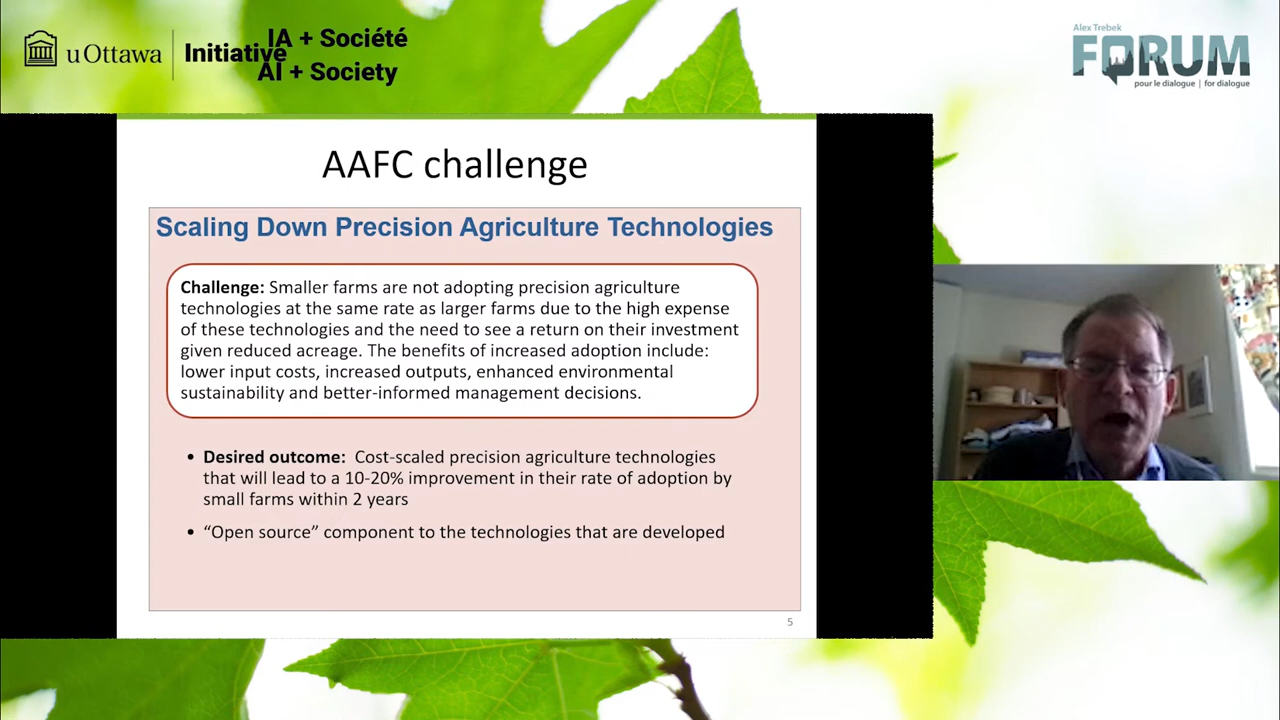 uOttawa
Initiative
IA + Société
AI + Society
Alex Trebek
FORUM
pour le dialogue | for dialogue
AAFC challenge
Scaling Down Precision Agriculture Technologies
Challenge: Smaller farms are not adopting precision agriculture
technologies at the same rate as larger farms due to the high expense
of these technologies and the need to see a return on their investment
given reduced acreage. The benefits of increased adoption include:
lower input costs, increased outputs, enhanced environmental
sustainability and better-informed management decisions.
• Desired outcome: Cost-scaled precision agriculture technologies
that will lead to a 10-20% improvement in their rate of adoption by
small farms within 2 years
• “Open source” component to the technologies that are developed
5